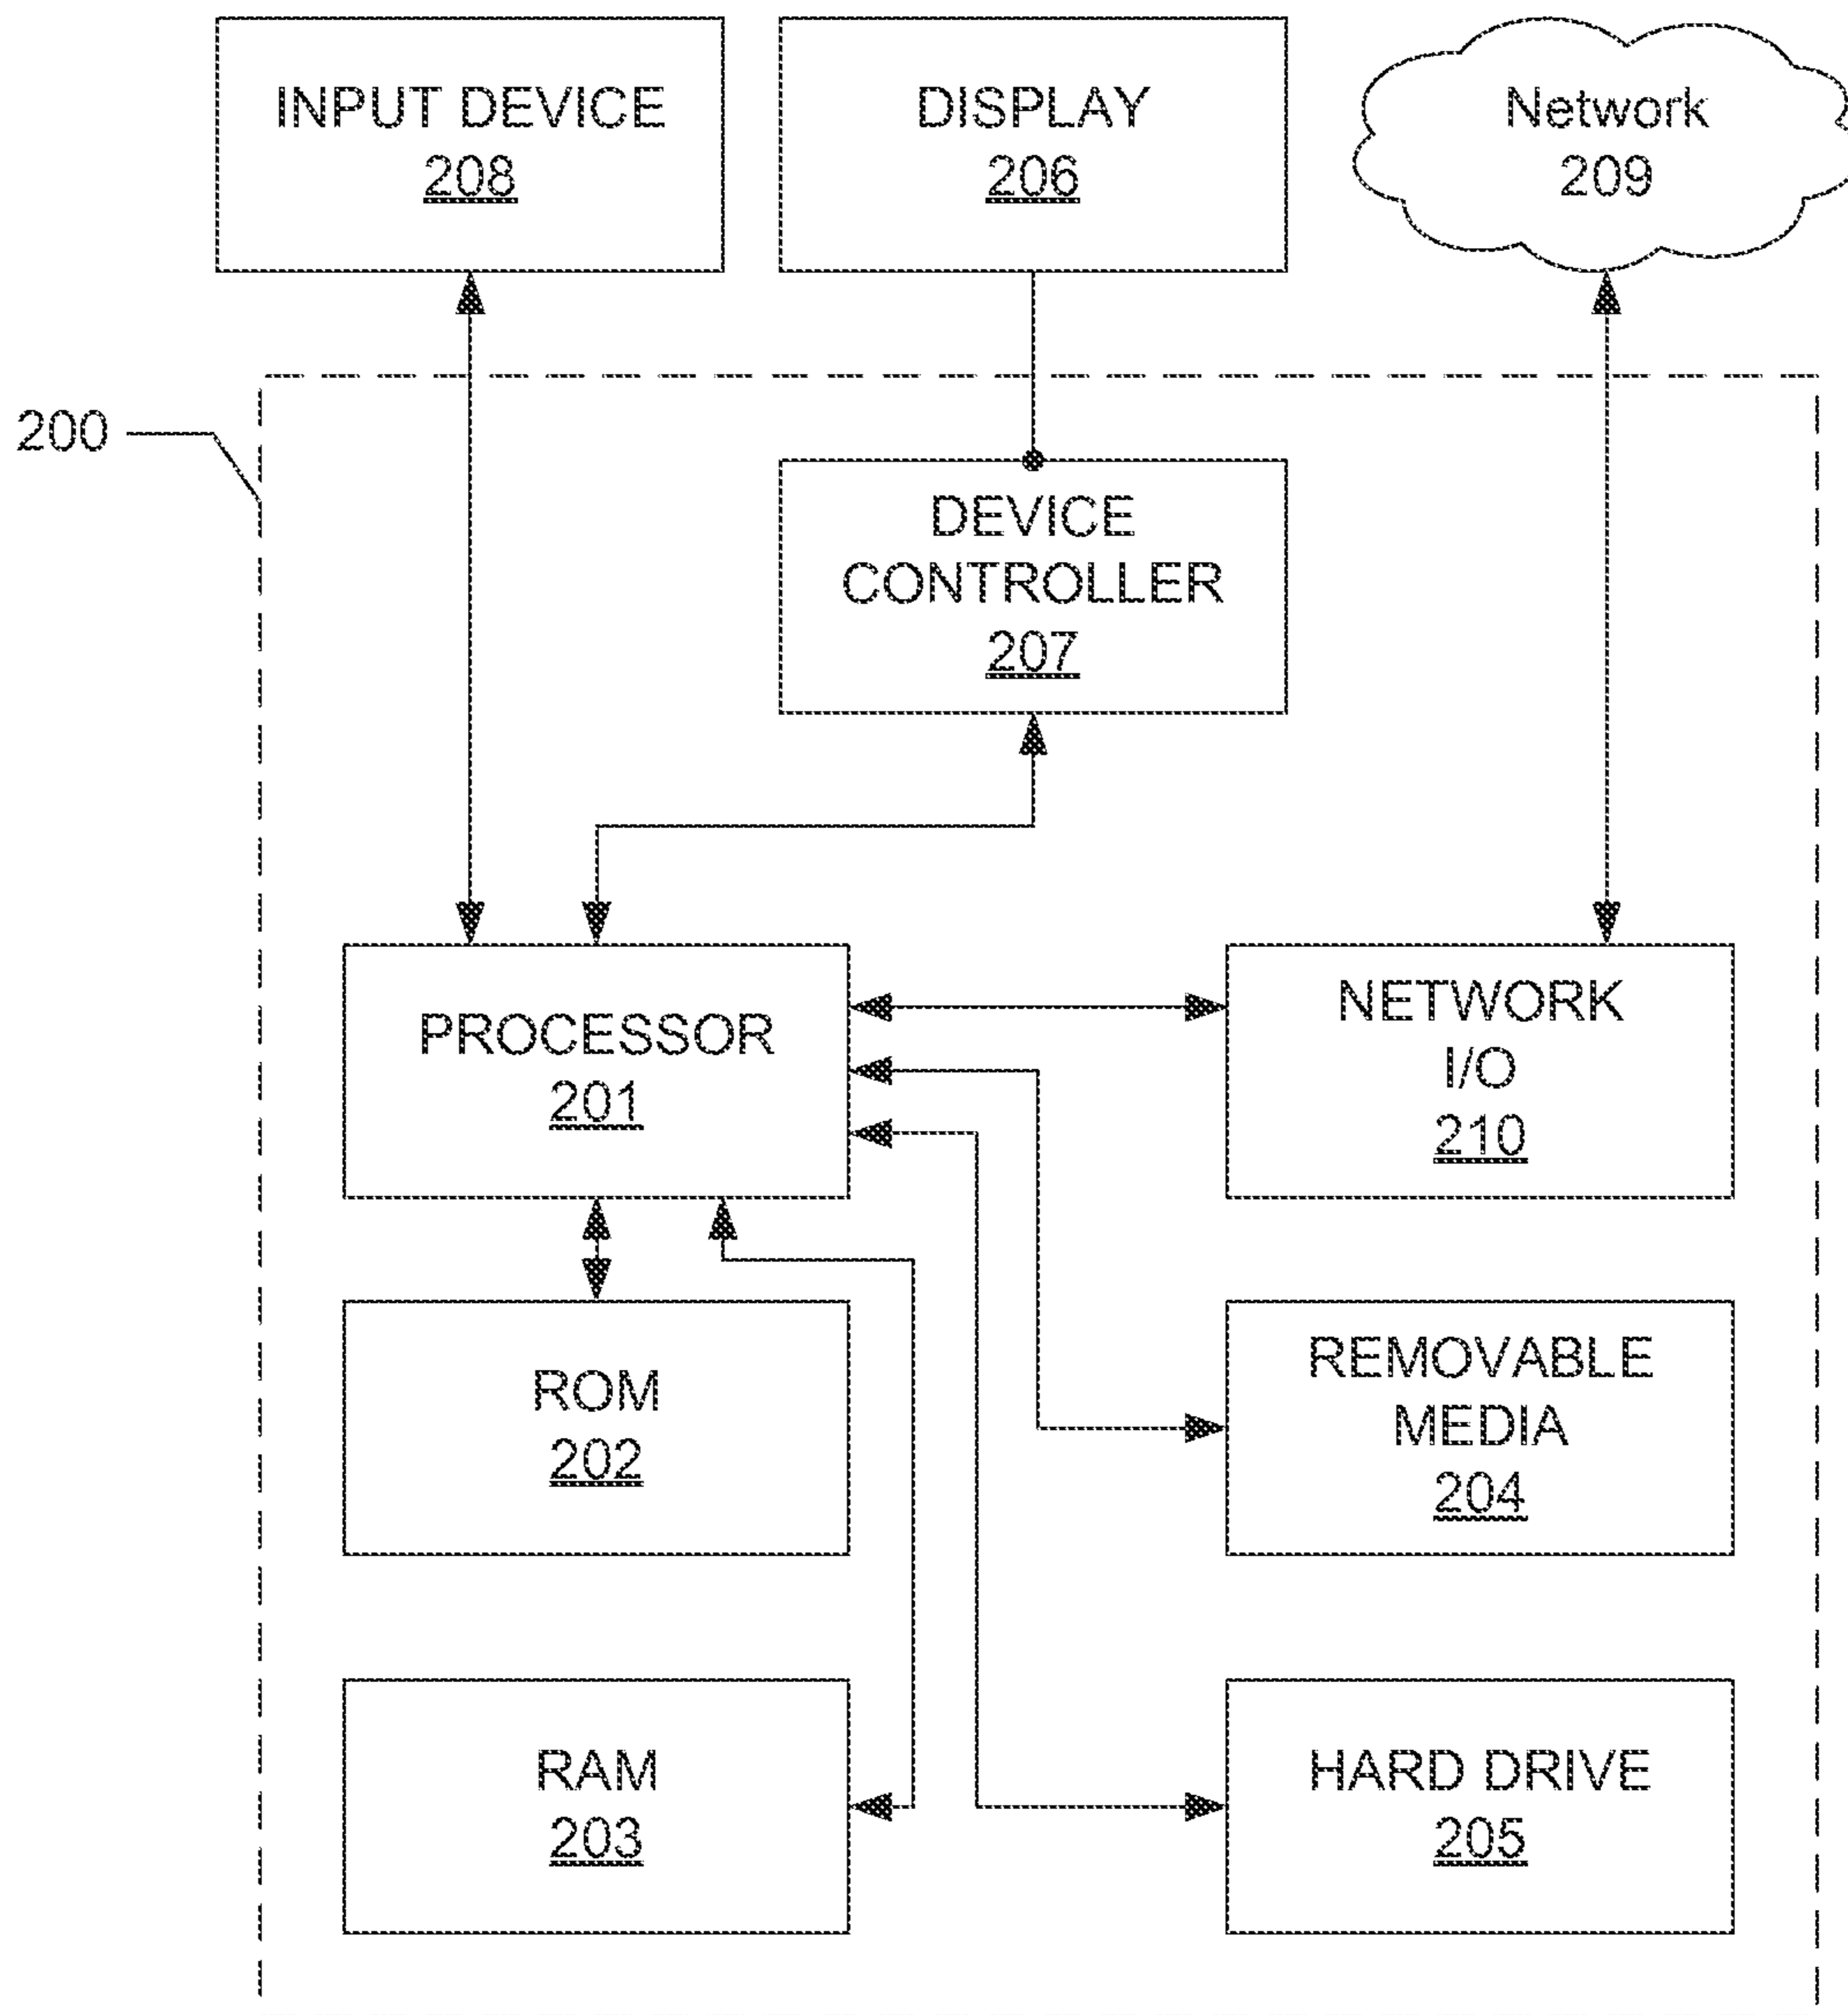 INPUT DEVICE
208
DISPLAY
206
Network
209
200
DEVICE
CONTROLLER
207
PROCESSOR
201
NETWORK
I/O
210
ROM
202
REMOVABLE
MEDIA
204
RAM
203
HARD DRIVE
205